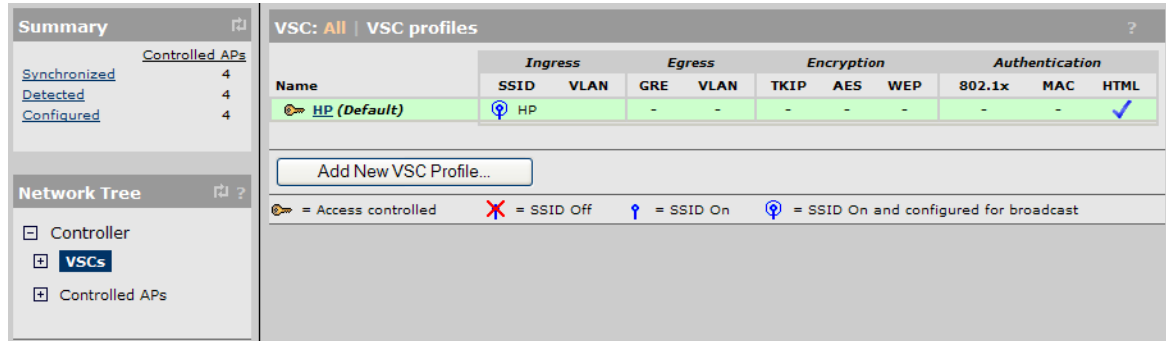 Summary
Controlled APs
Synchronized 4
Detected 4
Configured 4
Network Tree ?
Controller
VSCs
Controlled APs
VSC: All | VSC profiles ?
Ingress Egress Encryption Authentication
Name SSID VLAN GRE VLAN TKIP AES WEP 802.1x MAC HTML
HP (Default) HP - - - - - - -
Add New VSC Profile...
= Access controlled = SSID Off = SSID On = SSID On and configured for broadcast